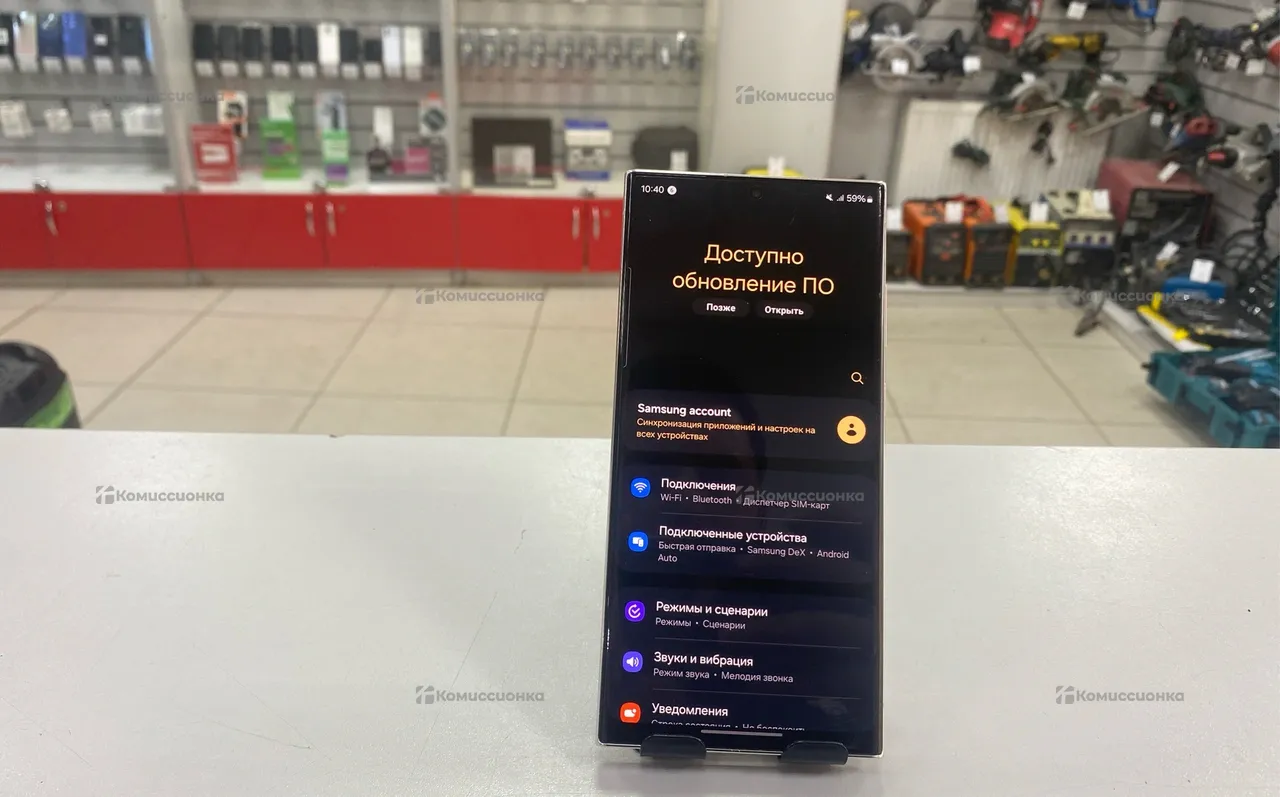 Комиссио
Комиссионка
Комиссионка
Комиссионка
Комиссионка
Комиссионка
10:40
59%
Доступно
обновление ПО
Позже Открыть
Samsung account
Синхронизация приложений и настроек на
всех устройствах
Подключения
Wi-Fi • Bluetooth • Диспетчер SIM-карт
Подключенные устройства
Быстрая отправка • Samsung DeX • Android
Auto
Режимы и сценарии
Режимы • Сценарии
Звуки и вибрация
Режим звука • Мелодия звонка
Уведомления